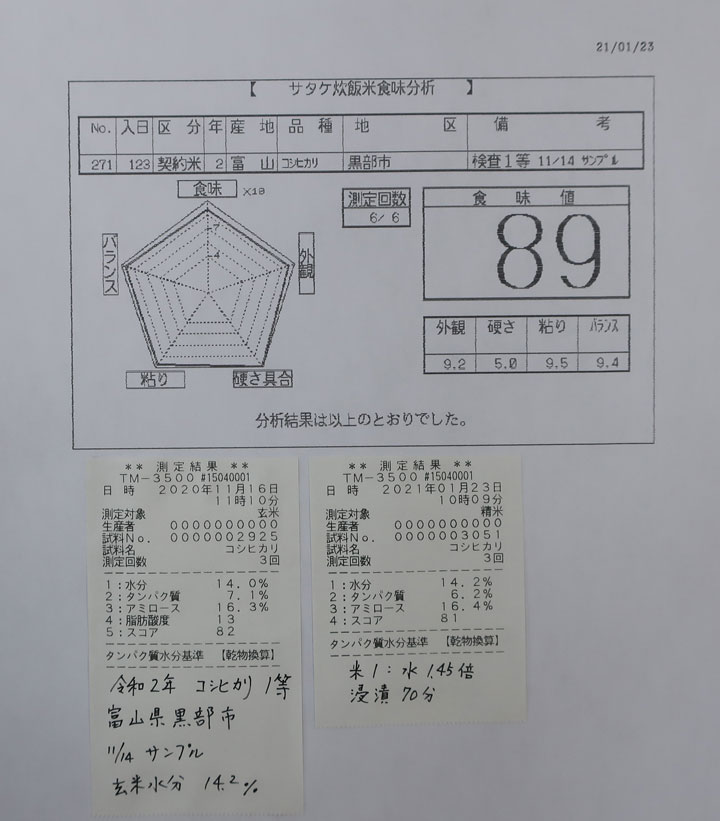 21/01/23
【 サタケ炊飯米食味分析 】
No. 入日 区分 年 産地 品種 地区 備考
271 123 契約米 2 富山 コシヒカリ 黒部市 検査1等 11/14 サンプル
食味 ×10
7
4
外観
硬さ具合
粘り
バランス
測定回数
6/ 6
食味値
89
外観 硬さ 粘り バランス
9.2 5.0 9.5 9.4
分析結果は以上のとおりでした。
** 測定結果 **
TM-3500 #15040001
日 時 2020年11月16日
11時10分
測定対象 玄米
生産者 0000000000
試料No. 0000002925
試料名 コシヒカリ
測定回数 3回
1:水分 14.0%
2:タンパク質 7.1%
3:アミロース 16.3%
4:脂肪酸度 13
5:スコア 82
タンパク質水分基準 【乾物換算】
令和2年 コシヒカリ 1等
富山県黒部市
11/14 サンプル
玄米水分 14.2%
** 測定結果 **
TM-3500 #15040001
日 時 2021年01月23日
10時09分
測定対象 精米
生産者 0000000000
試料No. 0000003051
試料名 コシヒカリ
測定回数 3回
1:水分 14.2%
2:タンパク質 6.2%
3:アミロース 16.4%
4:スコア 81
タンパク質水分基準 【乾物換算】
米1:水1.45倍
浸漬 70分